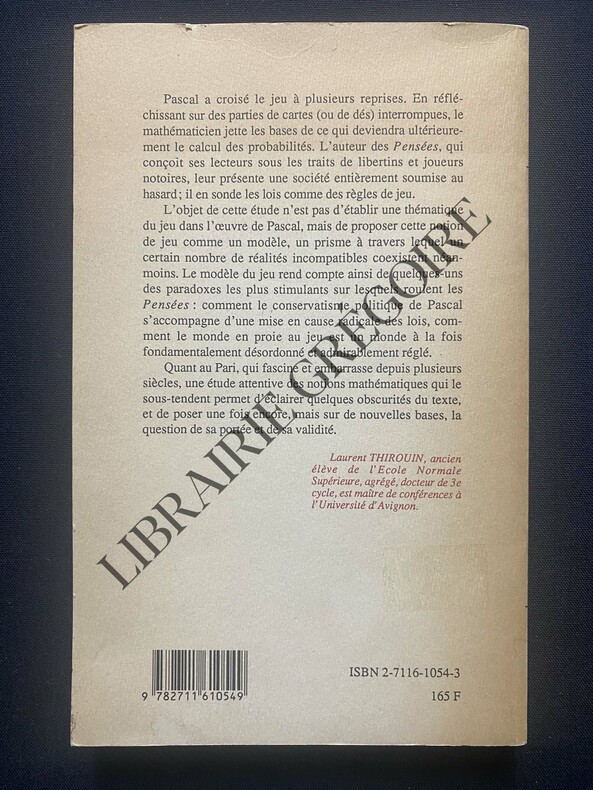 Pascal a croisé le jeu à plusieurs reprises. En réflé-
chissant sur des parties de cartes (ou de dés) interrompues, le
mathématicien jette les bases de ce qui deviendra ultérieure-
ment le calcul des probabilités. L'auteur des Pensées, qui
conçoit ses lecteurs sous les traits de libertins et joueurs
notoires, leur présente une société entièrement soumise au
hasard ; il en sonde les lois comme des règles de jeu.
L'objet de cette étude n'est pas d'établir une thématique
du jeu dans l'œuvre de Pascal, mais de proposer cette notion
de jeu comme un modèle, un prisme à travers lequel un
certain nombre de réalités incompatibles coexistent néan-
moins. Le modèle du jeu rend compte ainsi de quelques-uns
des paradoxes les plus stimulants sur lesquels roulent les
Pensées : comment le conservatisme politique de Pascal
s'accompagne d'une mise en cause radicale des lois, com-
ment le monde en proie au jeu est un monde à la fois
fondamentalement désordonné et admirablement réglé.
Quant au Pari, qui fascine et embarrasse depuis plusieurs
siècles, une étude attentive des notions mathématiques qui le
sous-tendent permet d'éclairer quelques obscurités du texte,
et de poser une fois encore, mais sur de nouvelles bases, la
question de sa portée et de sa validité.
Laurent THIROUIN, ancien
élève de l'Ecole Normale
Supérieure, agrégé, docteur de 3e
cycle, est maître de conférences à
l'Université d'Avignon.
LIBRAIRIE GRÉGOIRE
ISBN 2-7116-1054-3
9 782711 610549
165 F